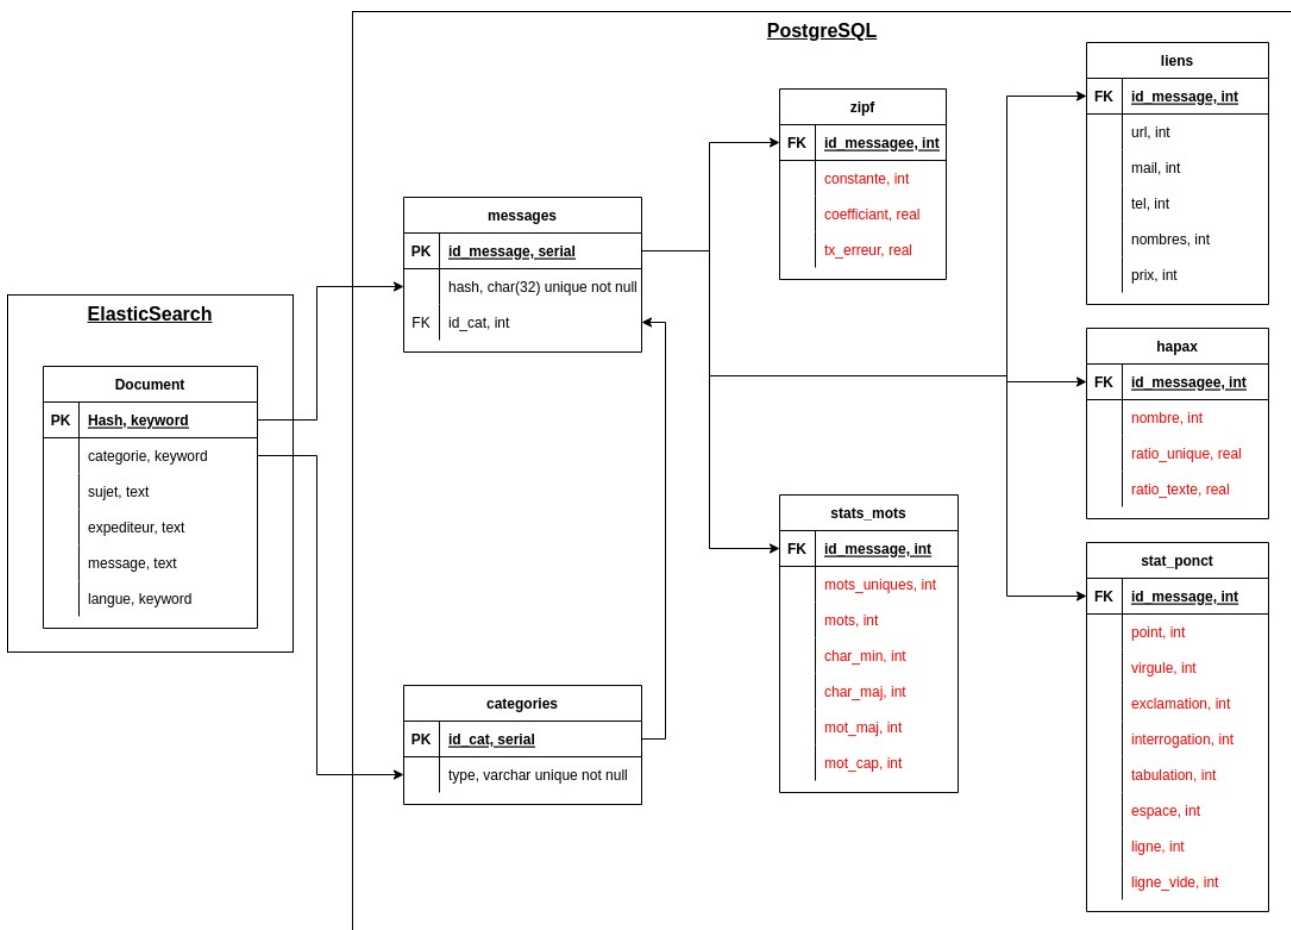 PostgreSQL
ElasticSearch
Document
PK Hash, keyword
categorie, keyword
sujet, text
expediteur, text
message, text
langue, keyword
messages
PK id_message, serial
hash, char(32) unique not null
FK id_cat, int
categories
PK id_cat, serial
type, varchar unique not null
zipf
FK id_messagee, int
constante, int
coefficiant, real
tx_erreur, real
stats_mots
FK id_message, int
mots_uniques, int
mots, int
char_min, int
char_maj, int
mot_maj, int
mot_cap, int
liens
FK id_message, int
url, int
mail, int
tel, int
nombres, int
prix, int
hapax
FK id_messagee, int
nombre, int
ratio_unique, real
ratio_texte, real
stat_ponct
FK id_message, int
point, int
virgule, int
exclamation, int
interrogation, int
tabulation, int
espace, int
ligne, int
ligne_vide, int